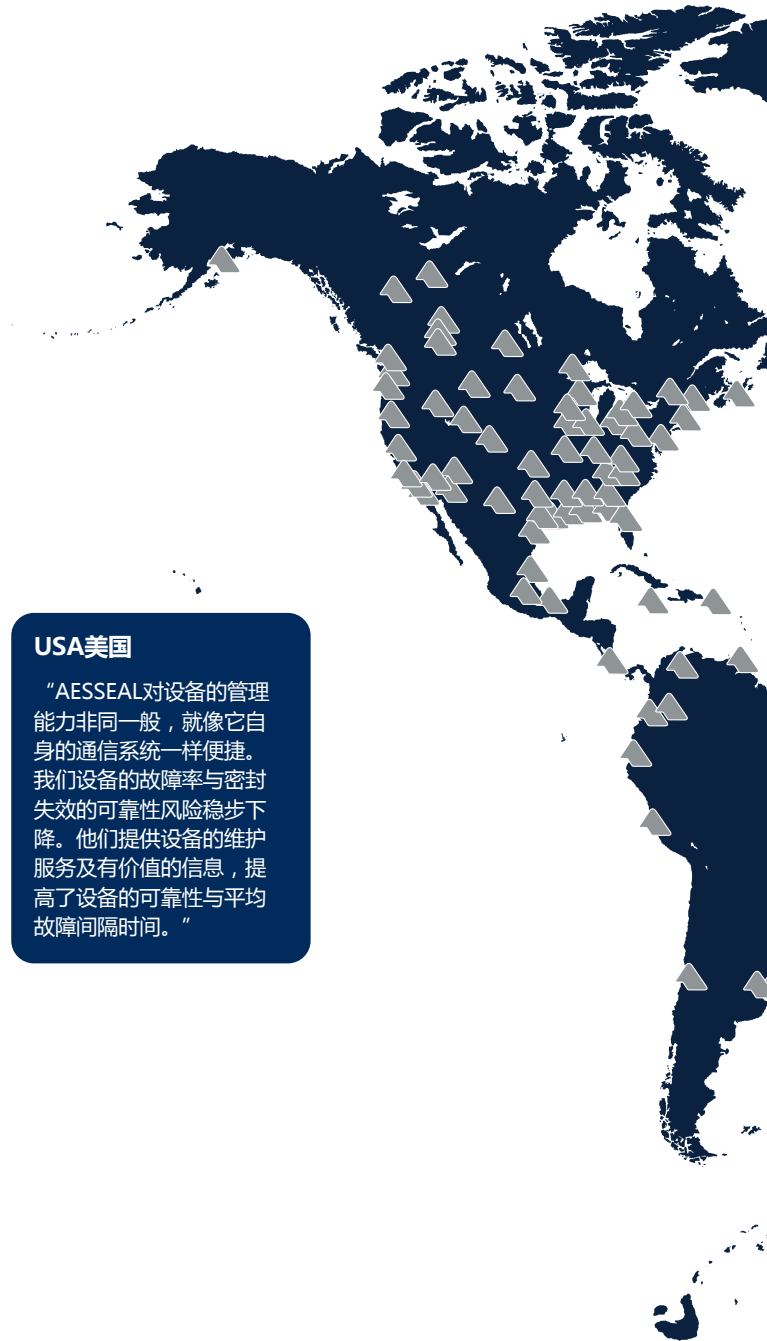 USA美国
“AESSEAL对设备的管理
能力非同一般，就像它自
身的通信系统一样便捷。
我们设备的故障率与密封
失效的可靠性风险稳步下
降。他们提供设备的维护
服务及有价值的信息，提
高了设备的可靠性与平均
故障间隔时间。”